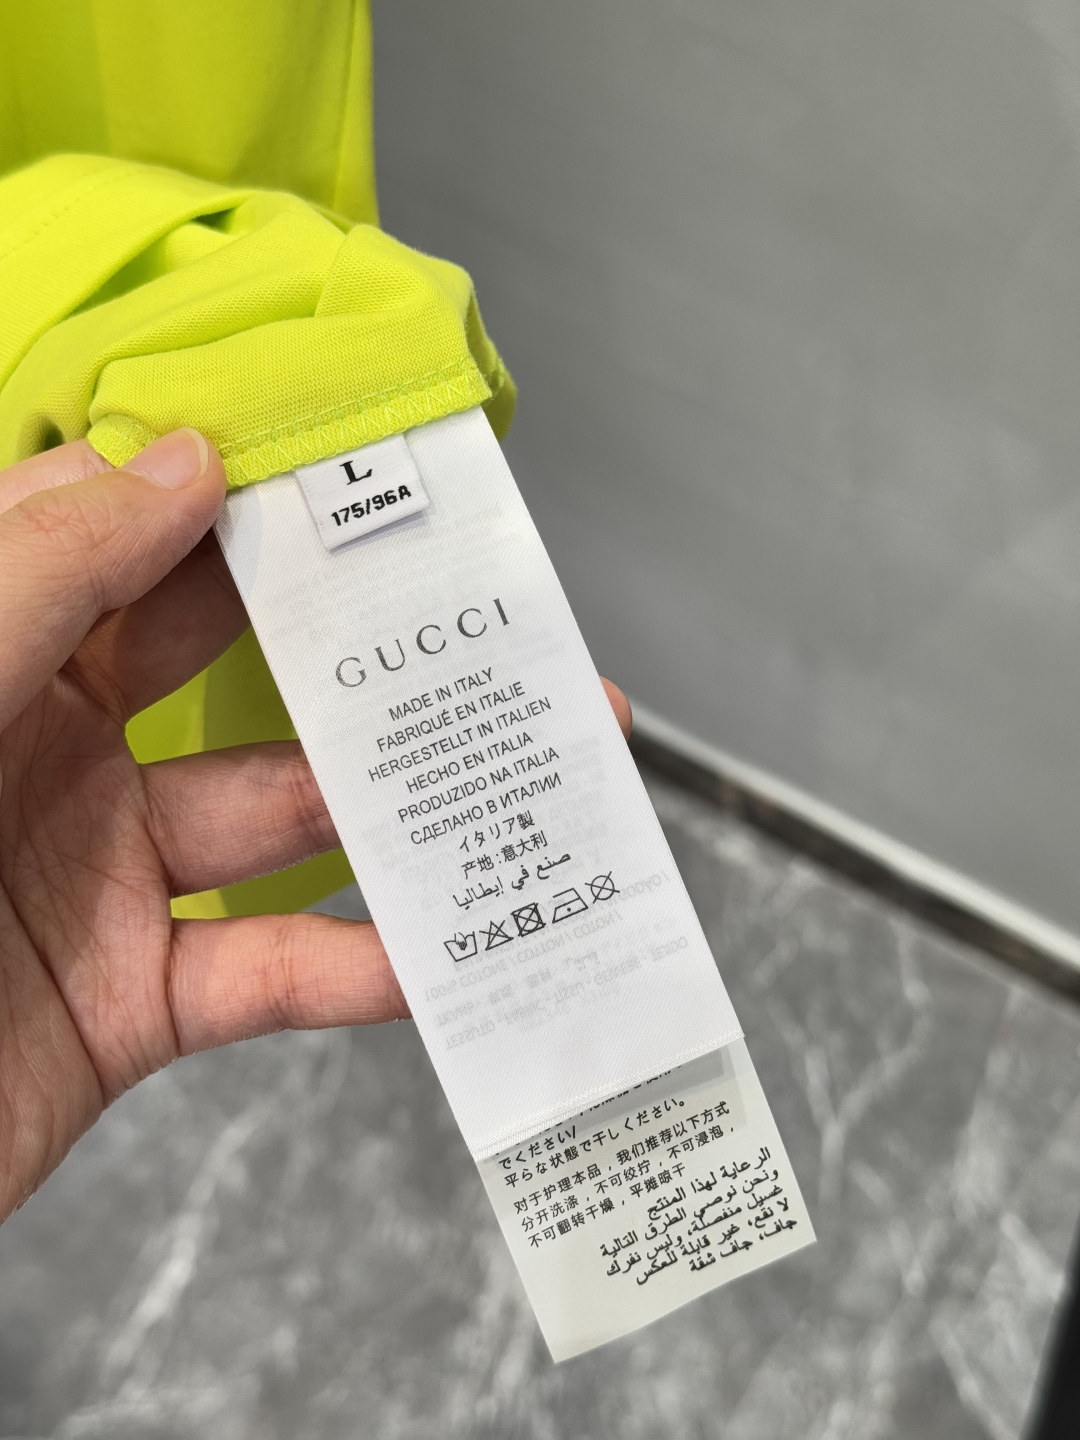 L
175/96A
GUCCI
MADE IN ITALY
FABRIQUÉ EN ITALIE
HERGESTELLT IN ITALIEN
HECHO EN ITALIA
PRODUZIDO NA ITALIA
СДЕЛАНО В ИТАЛИИ
イタリア製
产地:意大利
صنع في إيطاليا
でください/
平らな状態で干しください。
对于护理本品，我们推荐以下方式
分开洗涤，不可绞拧，不可浸泡，
不可翻转干燥，平摊晾干
الرعاية لهذا المنتج
ونحن نوصي الطرق التالية
غسيل منفصلة، وليس نفرك
لا نقع، غير قابلة للعكس
جاف، جاف شقة